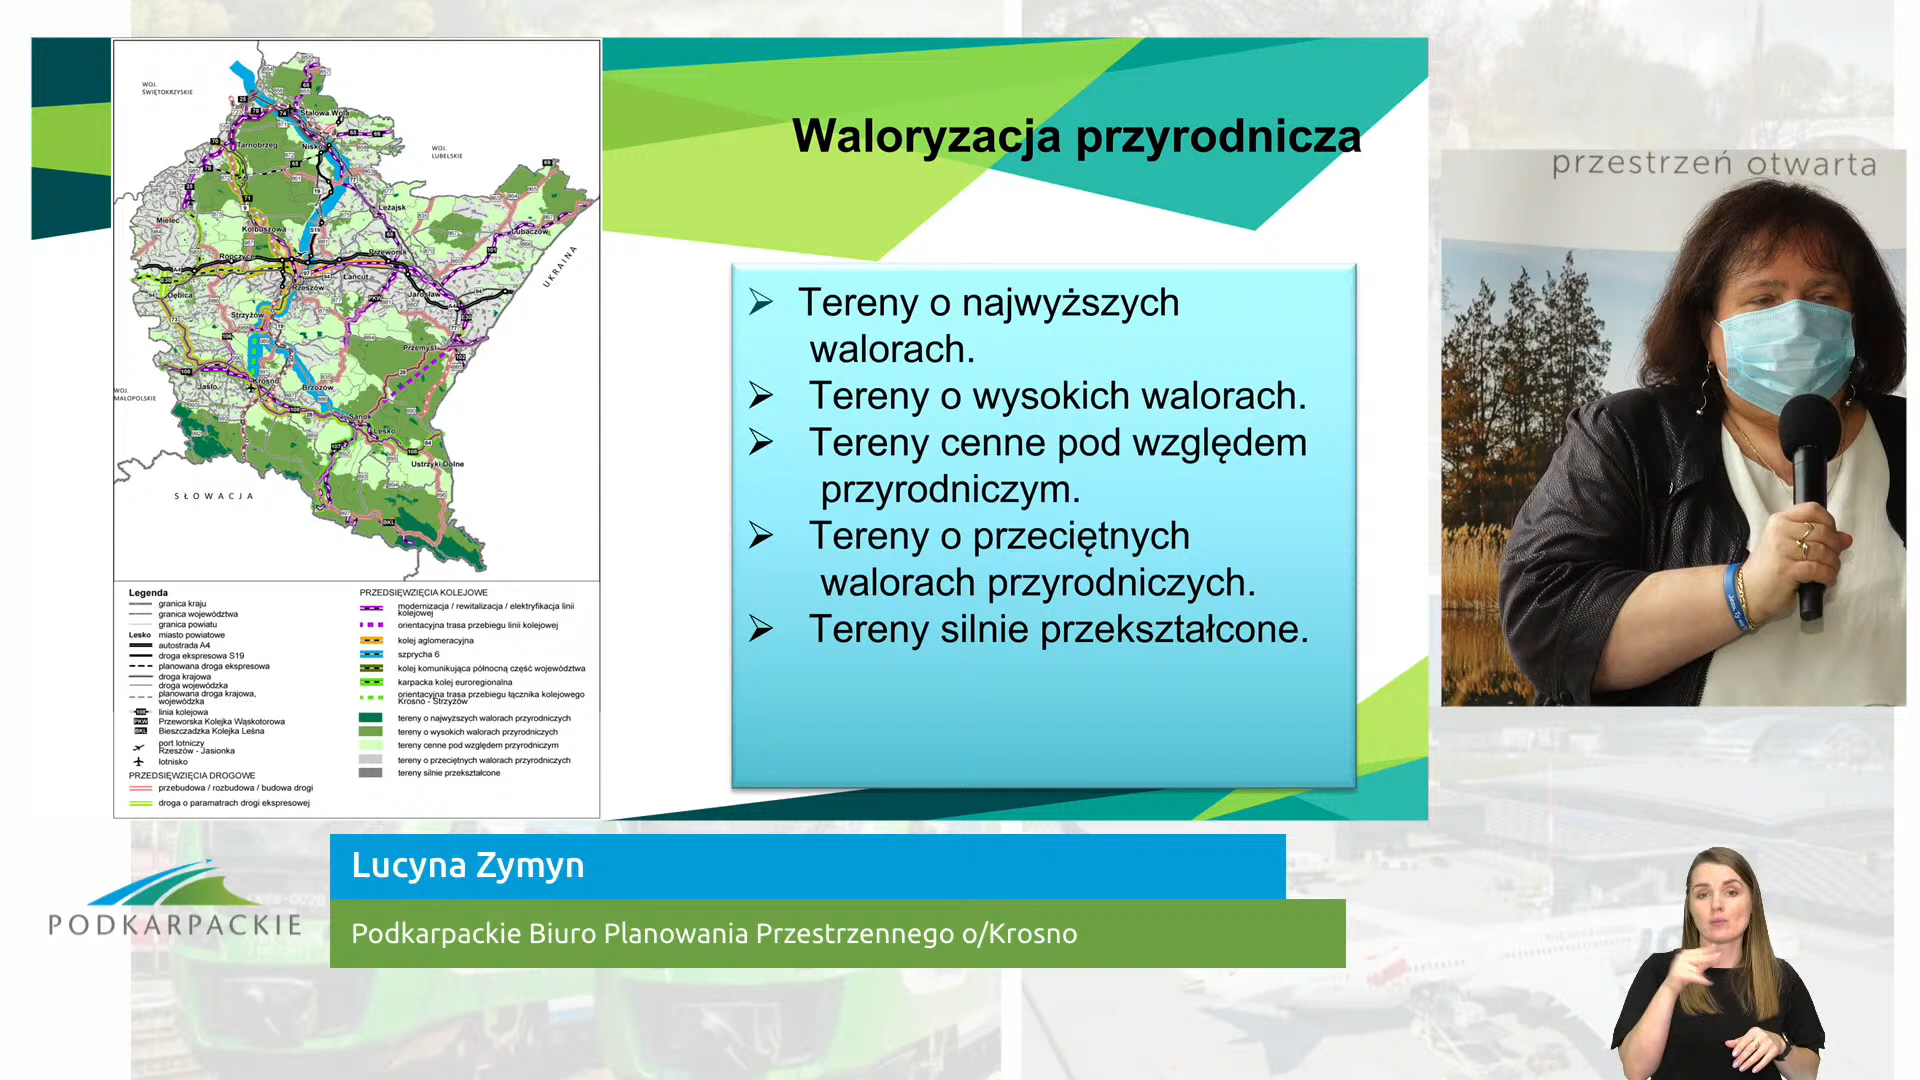 Waloryzacja przyrodnicza
Tereny o najwyższych
walorach.
Tereny o wysokich walorach.
Tereny cenne pod względem
przyrodniczym.
Tereny o przeciętnych
walorach przyrodniczych.
Tereny silnie przekształcone.
WOJ.
ŚWIĘTOKRZYSKIE
WOJ.
LUBELSKIE
Stalowa Wola
Tarnobrzeg
Nisko
Leżajsk
Mielec
Kolbuszowa
Lubaczów
Ropczyce
Przeworsk
Łańcut
Rzeszów
Dębica
Jarosław
UKRAINA
Strzyżów
Przemyśl
Krosno
Jasło
Brzozów
WOJ.
MAŁOPOLSKIE
Sanok
Lesko
Ustrzyki Dolne
SŁOWACJA
Legenda
granica kraju
granica województwa
granica powiatu
Lesko miasto powiatowe
autostrada A4
droga ekspresowa S19
planowana droga ekspresowa
droga krajowa
droga wojewódzka
planowana droga krajowa,
wojewódzka
linia kolejowa
PKW Przeworska Kolejka Wąskotorowa
BKL Bieszczadzka Kolejka Leśna
port lotniczy
Rzeszów - Jasionka
lotnisko
PRZEDSIĘWZIĘCIA DROGOWE
przebudowa / rozbudowa / budowa drogi
droga o paramatrach drogi ekspresowej
PRZEDSIĘWZIĘCIA KOLEJOWE
modernizacja / rewitalizacja / elektryfikacja linii
kolejowej
orientacyjna trasa przebiegu linii kolejowej
kolej aglomeracyjna
szprycha 6
kolej komunikująca północną część województwa
karpacka kolej euroregionalna
orientacyjna trasa przebiegu łącznika kolejowego
Krosno - Strzyżów
tereny o najwyższych walorach przyrodniczych
tereny o wysokich walorach przyrodniczych
tereny cenne pod względem przyrodniczym
tereny o przeciętnych walorach przyrodniczych
tereny silnie przekształcone
przestrzeń otwarta
Lucyna Zymyn
Podkarpackie Biuro Planowania Przestrzennego o/Krosno
PODKARPACKIE